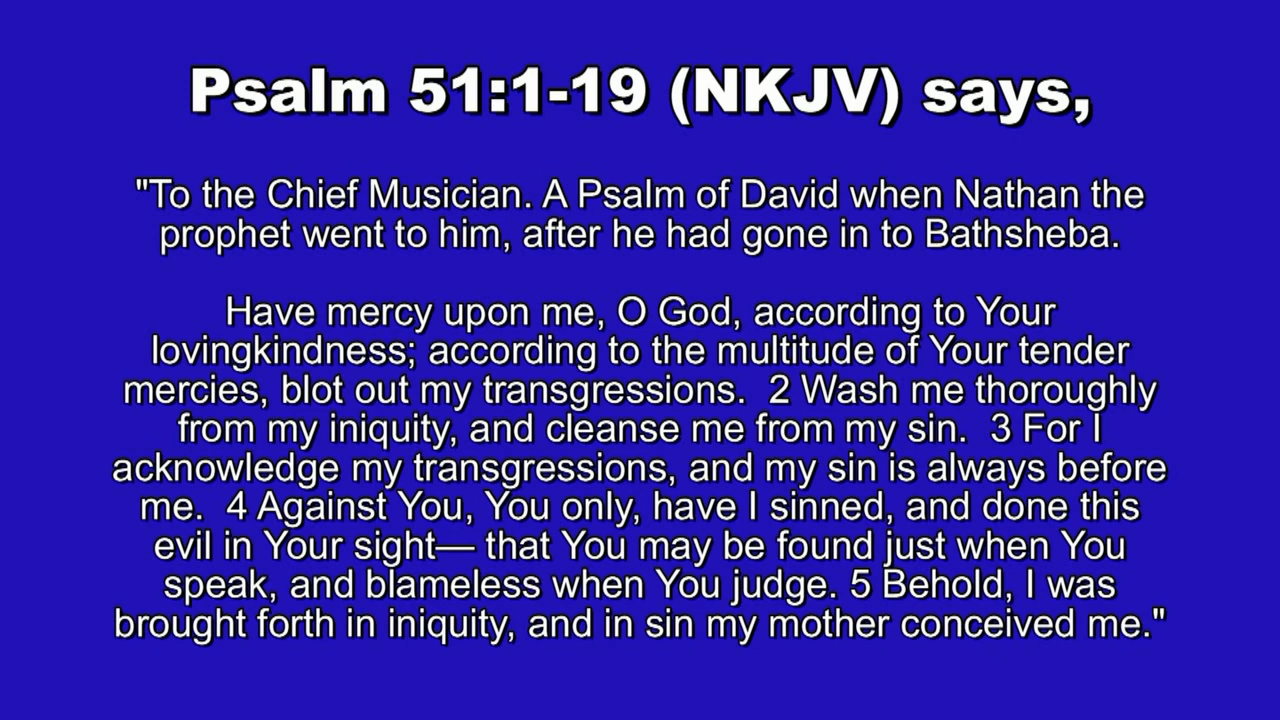 Psalm 51:1-19 (NKJV) says,
"To the Chief Musician. A Psalm of David when Nathan the
prophet went to him, after he had gone in to Bathsheba.
Have mercy upon me, O God, according to Your
lovingkindness; according to the multitude of Your tender
mercies, blot out my transgressions.  2 Wash me thoroughly
from my iniquity, and cleanse me from my sin.  3 For I
acknowledge my transgressions, and my sin is always before
me.  4 Against You, You only, have I sinned, and done this
evil in Your sight— that You may be found just when You
speak, and blameless when You judge. 5 Behold, I was
brought forth in iniquity, and in sin my mother conceived me."